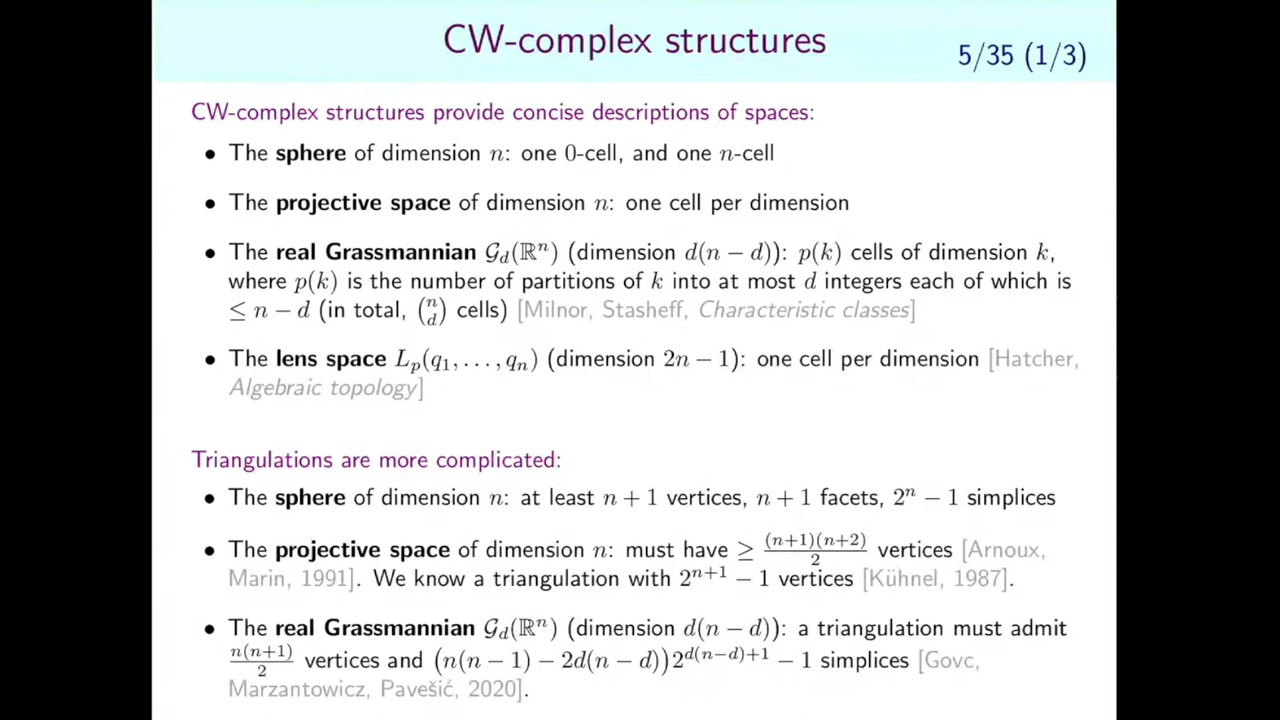 CW-complex structures
5/35 (1/3)
CW-complex structures provide concise descriptions of spaces:
• The sphere of dimension n: one 0-cell, and one n-cell
• The projective space of dimension n: one cell per dimension
• The real Grassmannian 𝒢_d(ℝⁿ) (dimension d(n − d)): p(k) cells of dimension k,
where p(k) is the number of partitions of k into at most d integers each of which is
≤ n − d (in total, \binom{n}{d} cells) [Milnor, Stasheff, Characteristic classes]
• The lens space L_p(q_1, . . . , q_n) (dimension 2n − 1): one cell per dimension [Hatcher,
Algebraic topology]
Triangulations are more complicated:
• The sphere of dimension n: at least n + 1 vertices, n + 1 facets, 2^n − 1 simplices
• The projective space of dimension n: must have ≥ \frac{(n+1)(n+2)}{2} vertices [Arnoux,
Marin, 1991]. We know a triangulation with 2^{n+1} − 1 vertices [Kühnel, 1987].
• The real Grassmannian 𝒢_d(ℝⁿ) (dimension d(n − d)): a triangulation must admit
\frac{n(n+1)}{2} vertices and (n(n − 1) − 2d(n − d))2^{d(n−d)+1} − 1 simplices [Govc,
Marzantowicz, Pavešić, 2020].